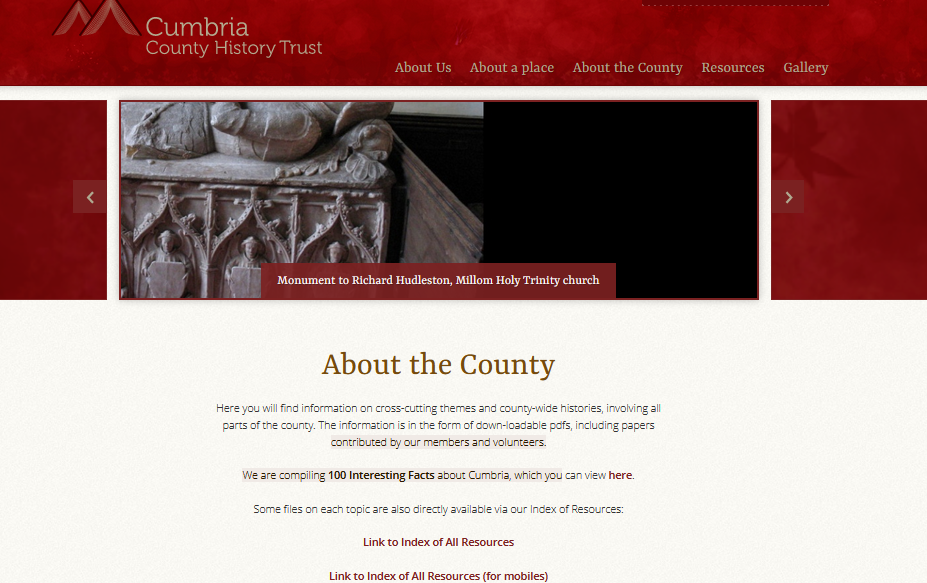 Cumbria
County History Trust
About Us About a place About the County Resources Gallery
Monument to Richard Hudleston, Millom Holy Trinity church
About the County
Here you will find information on cross-cutting themes and county-wide histories, involving all
parts of the county. The information is in the form of down-loadable pdfs, including papers
contributed by our members and volunteers.
We are compiling 100 Interesting Facts about Cumbria, which you can view here.
Some files on each topic are also directly available via our Index of Resources:
Link to Index of All Resources
Link to Index of All Resources (for mobiles)